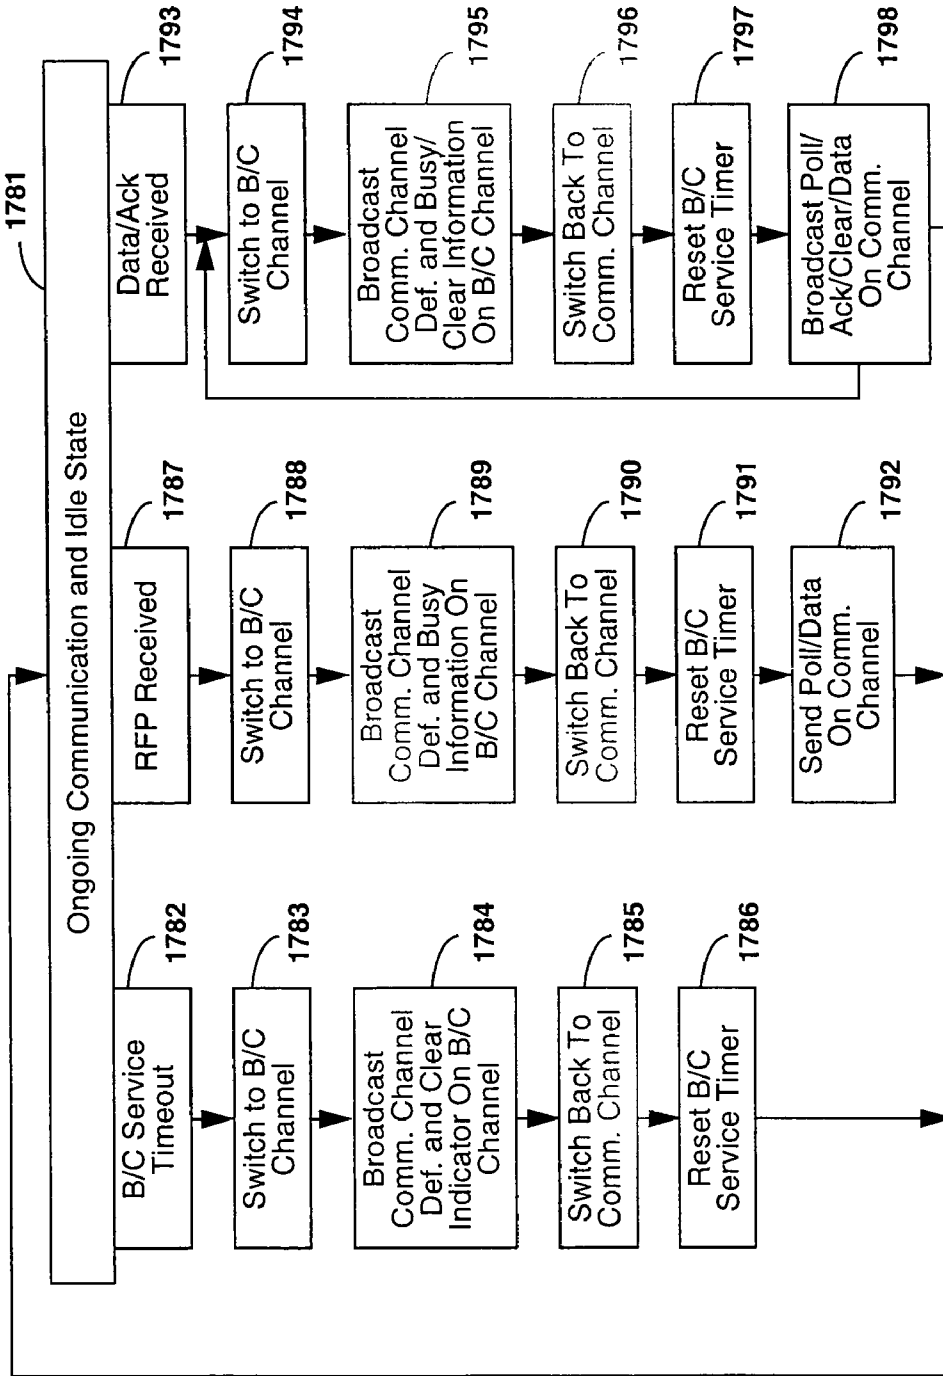 1781
Ongoing Communication and Idle State
B/C Service
Timeout
1782
Switch to B/C
Channel
1783
Broadcast
Comm. Channel
Def. and Clear
Indicator On B/C
Channel
1784
Switch Back To
Comm. Channel
1785
Reset B/C
Service Timer
1786
RFP Received
1787
Switch to B/C
Channel
1788
Broadcast
Comm. Channel
Def. and Busy
Information On
B/C Channel
1789
Switch Back To
Comm. Channel
1790
Reset B/C
Service Timer
1791
Send Poll/Data
On Comm.
Channel
1792
Data/Ack
Received
1793
Switch to B/C
Channel
1794
Broadcast
Comm. Channel
Def. and Busy/
Clear Information
On B/C Channel
1795
Switch Back To
Comm. Channel
1796
Reset B/C
Service Timer
1797
Broadcast Poll/
Ack/Clear/Data
On Comm.
Channel
1798